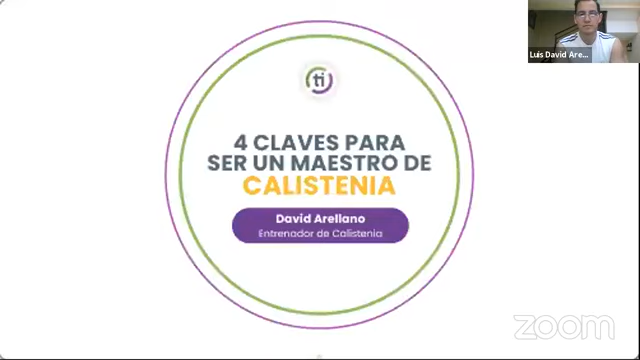 Luis David Are...
ti
4 CLAVES PARA
SER UN MAESTRO DE
CALISTENIA
David Arellano
Entrenador de Calistenia
zoom